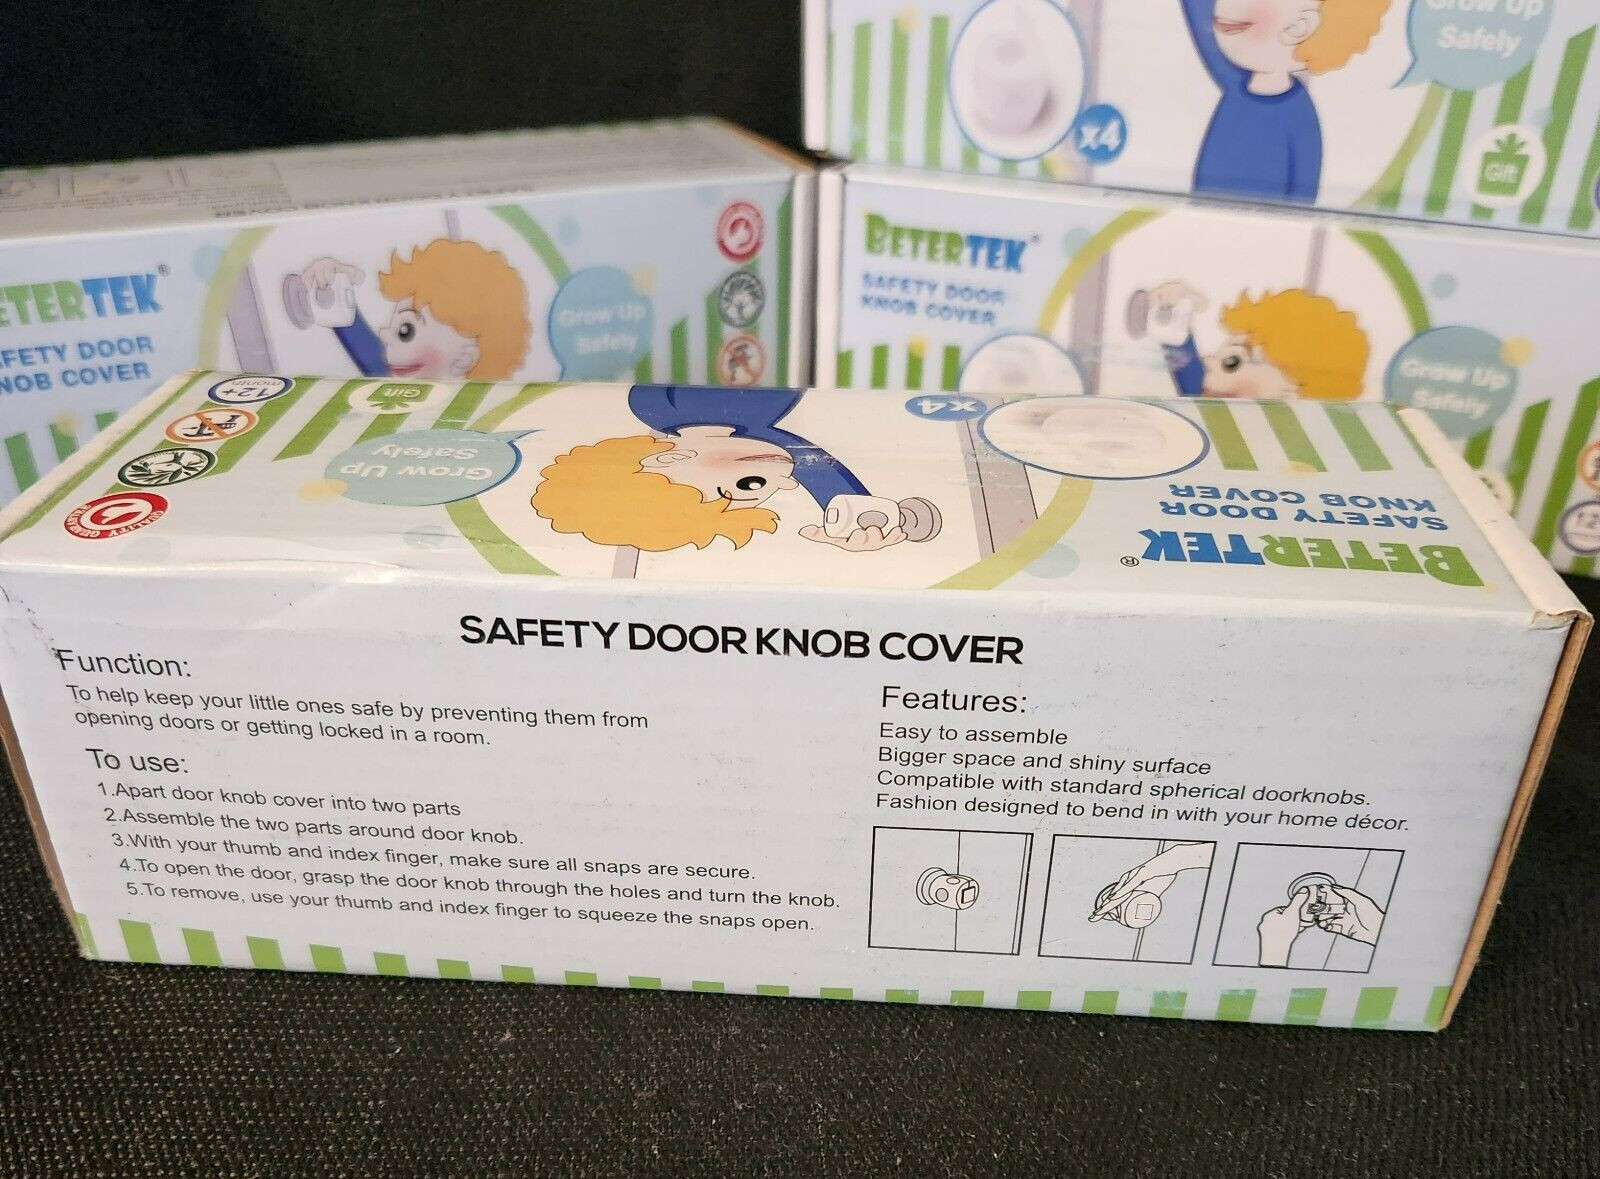 Grow Up
Safely
x4
Gift
ETERTEK®
FETY DOOR
NOB COVER
Grow Up
Safely
BETERTEK®
SAFETY DOOR
KNOB COVER
Grow Up
Safely
12
BETERTEK®
SAFETY DOOR
KNOB COVER
x4
Grow Up
Safely
Gift
12+
month
QUALITY
SAFETY DOOR KNOB COVER
Function:
To help keep your little ones safe by preventing them from
opening doors or getting locked in a room.
To use:
1.Apart door knob cover into two parts
2.Assemble the two parts around door knob.
3.With your thumb and index finger, make sure all snaps are secure.
4.To open the door, grasp the door knob through the holes and turn the knob.
5.To remove, use your thumb and index finger to squeeze the snaps open.
Features:
Easy to assemble
Bigger space and shiny surface
Compatible with standard spherical doorknobs.
Fashion designed to bend in with your home décor.